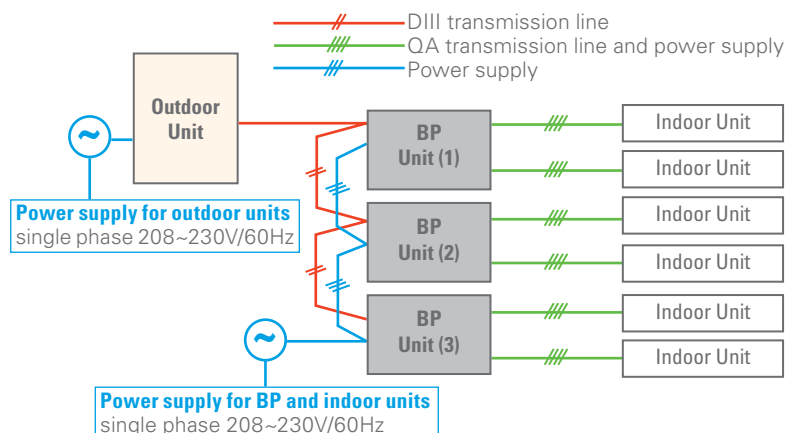 DIII transmission line
QA transmission line and power supply
Power supply
Outdoor
Unit
~
Power supply for outdoor units
single phase 208~230V/60Hz
BP
Unit (1)
Indoor Unit
Indoor Unit
BP
Unit (2)
Indoor Unit
Indoor Unit
BP
Unit (3)
Indoor Unit
Indoor Unit
~
Power supply for BP and indoor units
single phase 208~230V/60Hz